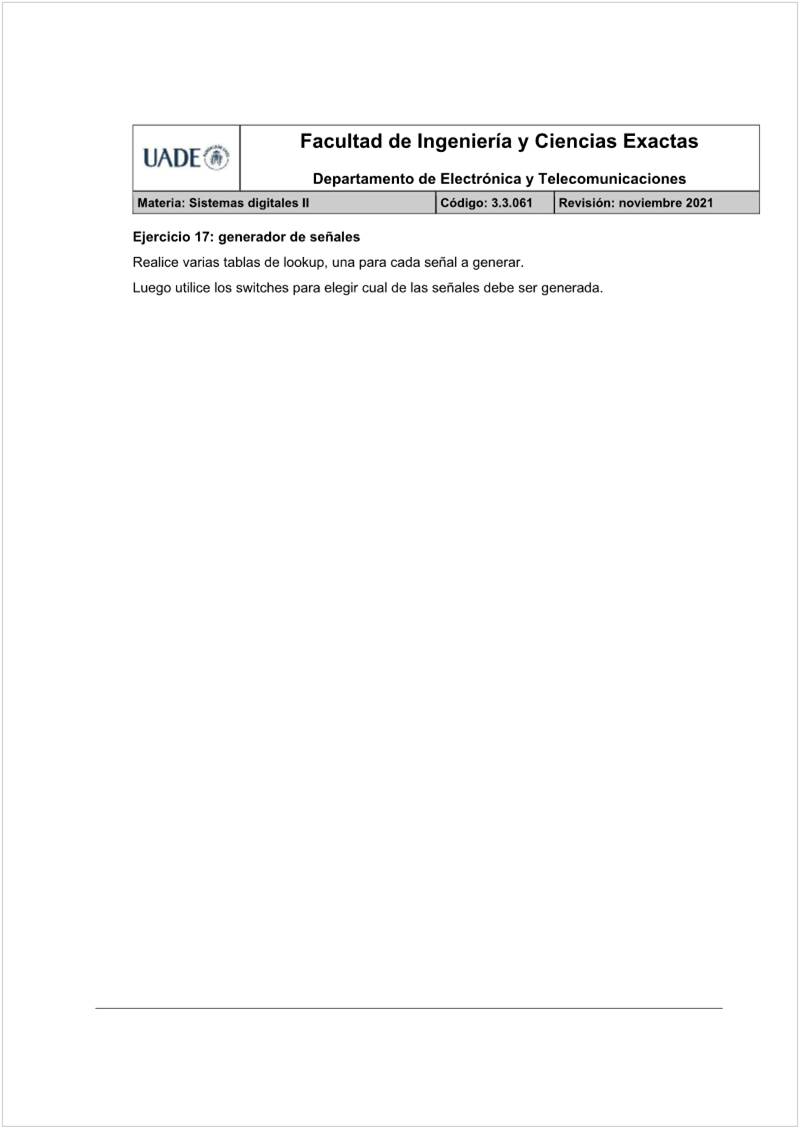 UADE
Facultad de Ingeniería y Ciencias Exactas
Departamento de Electrónica y Telecomunicaciones
Materia: Sistemas digitales II Código: 3.3.061 Revisión: noviembre 2021
Ejercicio 17: generador de señales
Realice varias tablas de lookup, una para cada señal a generar.
Luego utilice los switches para elegir cual de las señales debe ser generada.